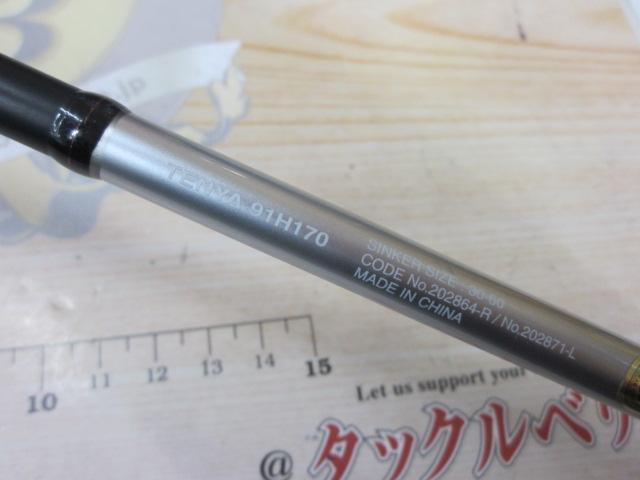 .jp
TENYA 91H170
SINKER SIZE - 30-60
CODE No.202864-R / No.202871-L
MADE IN CHINA
10 11 12 13 14 15
Let us support your
@タックルベリ